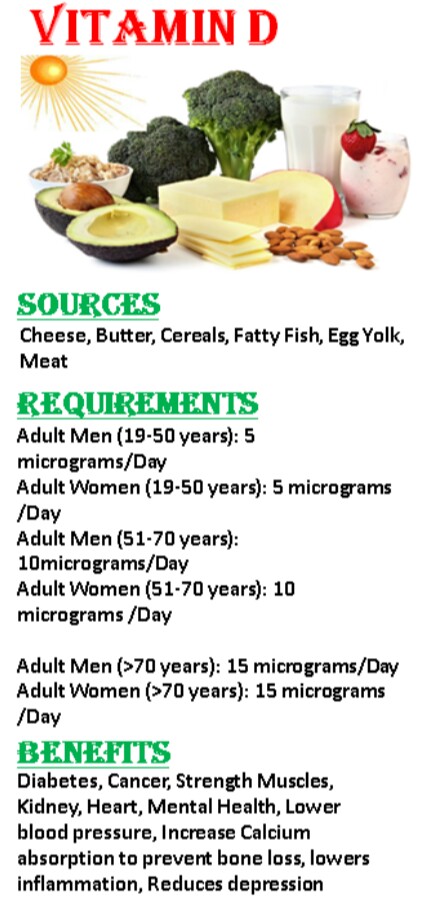 VITAMIN D
SOURCES
Cheese, Butter, Cereals, Fatty Fish, Egg Yolk,
Meat
REQUIREMENTS
Adult Men (19-50 years): 5
micrograms/Day
Adult Women (19-50 years): 5 micrograms
/Day
Adult Men (51-70 years):
10micrograms/Day
Adult Women (51-70 years): 10
micrograms /Day
Adult Men (>70 years): 15 micrograms/Day
Adult Women (>70 years): 15 micrograms
/Day
BENEFITS
Diabetes, Cancer, Strength Muscles,
Kidney, Heart, Mental Health, Lower
blood pressure, Increase Calcium
absorption to prevent bone loss, lowers
inflammation, Reduces depression